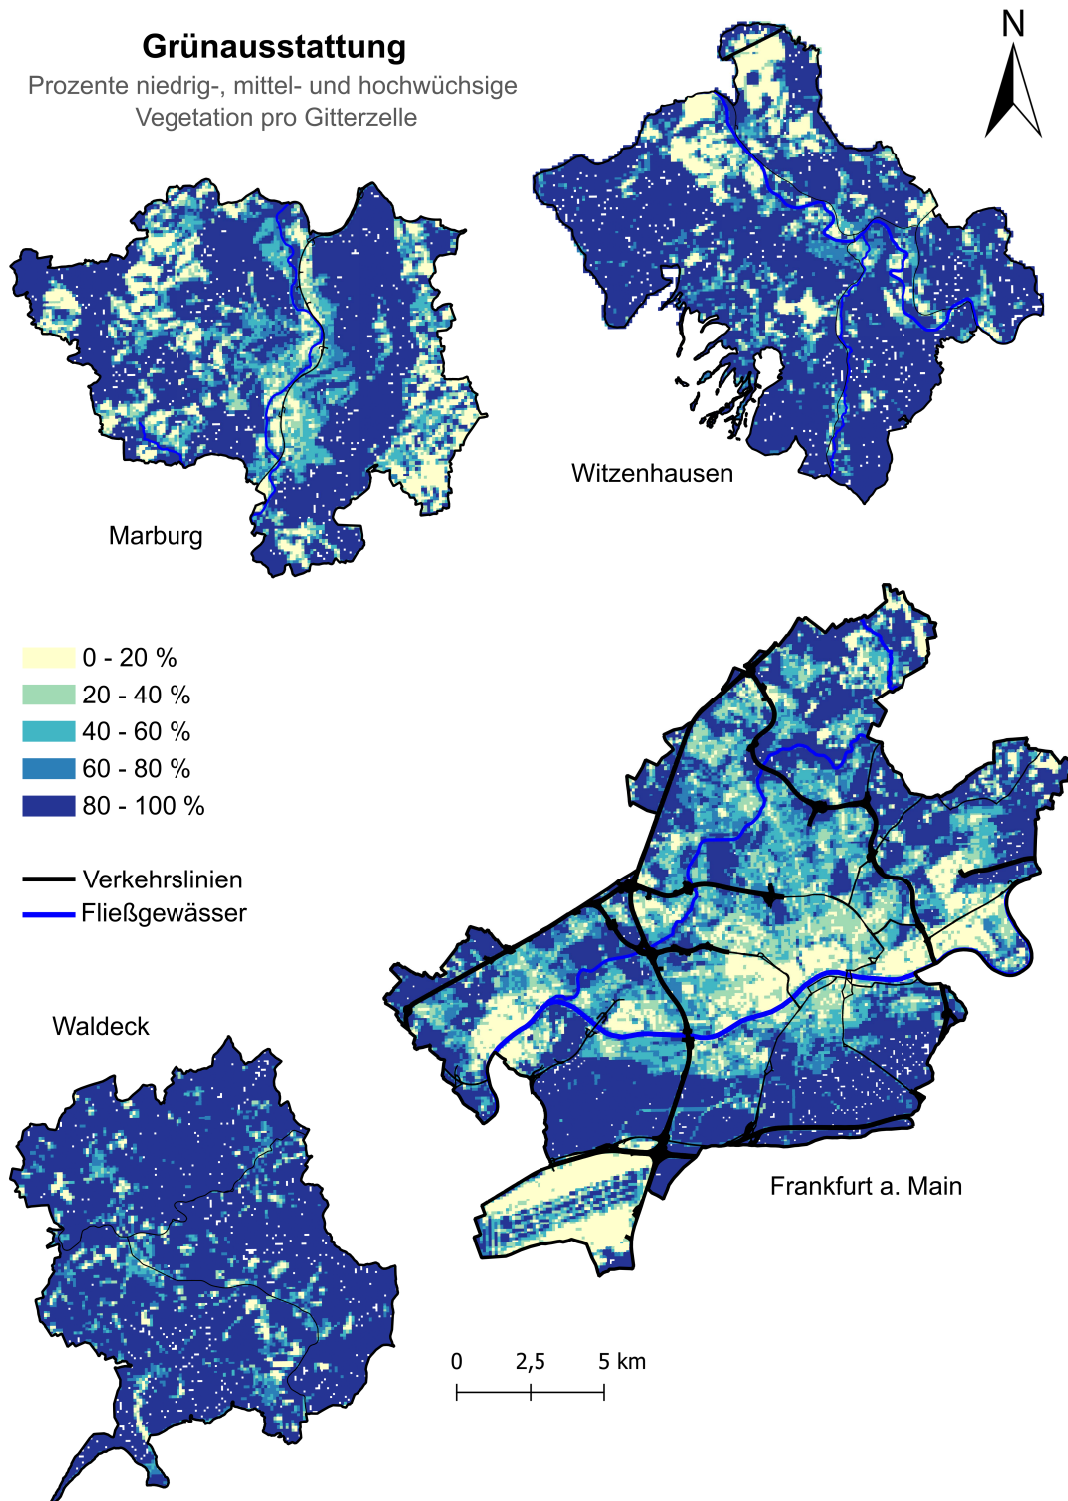 Grünausstattung
Prozente niedrig-, mittel- und hochwüchsige
Vegetation pro Gitterzelle
N
Witzenhausen
Marburg
0 - 20 %
20 - 40 %
40 - 60 %
60 - 80 %
80 - 100 %
Verkehrslinien
Fließgewässer
Waldeck
Frankfurt a. Main
0 2,5 5 km